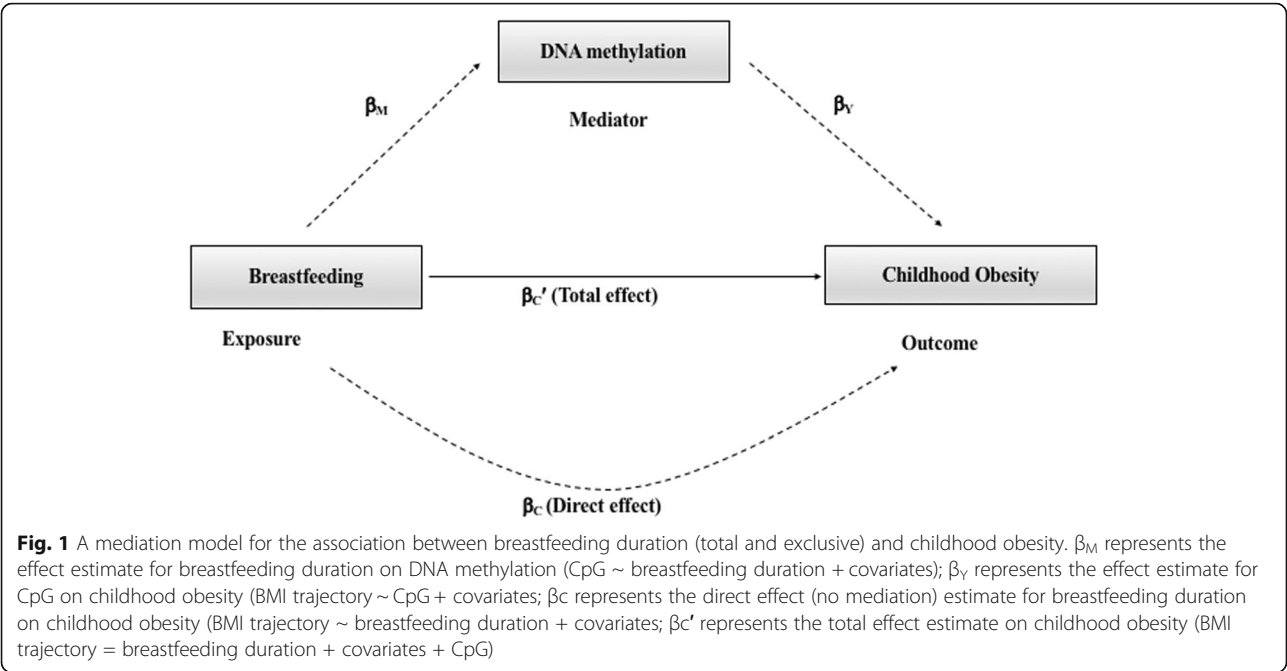 DNA methylation
βM
βY
Mediator
Breastfeeding
Childhood Obesity
βC′ (Total effect)
Exposure
Outcome
βC (Direct effect)
Fig. 1 A mediation model for the association between breastfeeding duration (total and exclusive) and childhood obesity. βM represents the
effect estimate for breastfeeding duration on DNA methylation (CpG ~ breastfeeding duration + covariates); βY represents the effect estimate for
CpG on childhood obesity (BMI trajectory ~ CpG + covariates; βc represents the direct effect (no mediation) estimate for breastfeeding duration
on childhood obesity (BMI trajectory ~ breastfeeding duration + covariates; βc′ represents the total effect estimate on childhood obesity (BMI
trajectory = breastfeeding duration + covariates + CpG)